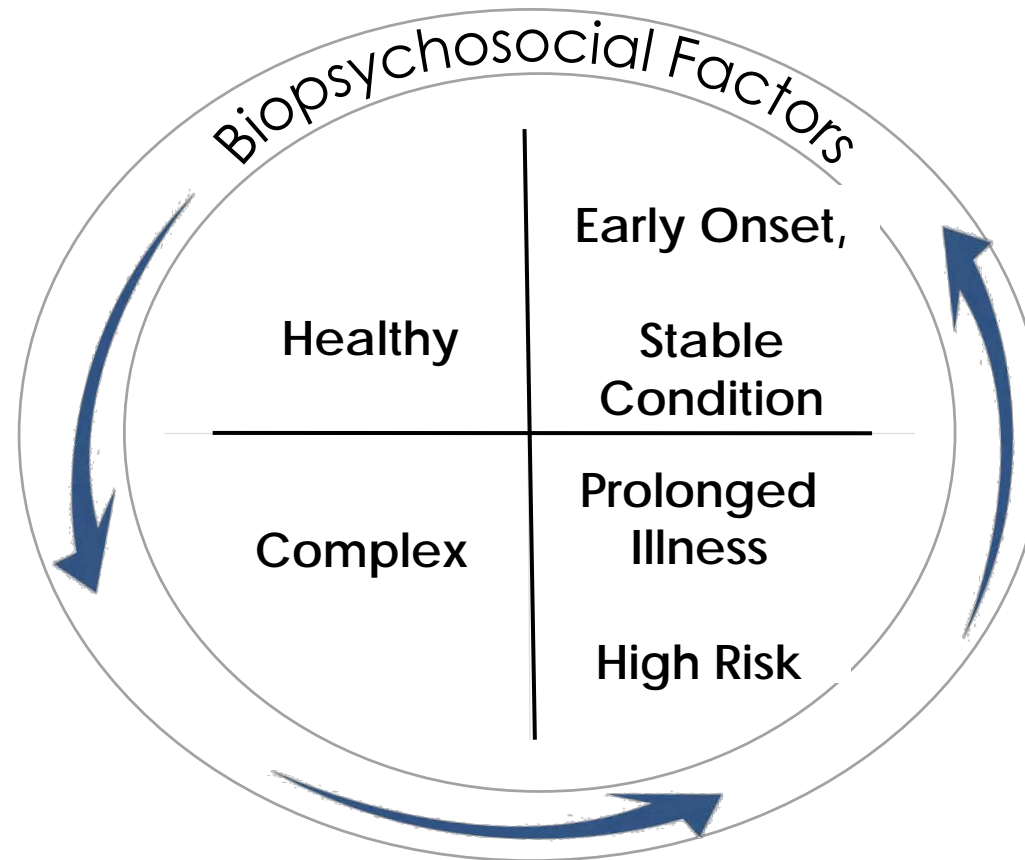 Biopsychosocial Factors
Healthy
Early Onset,
Stable
Condition
Complex
Prolonged
Illness
High Risk